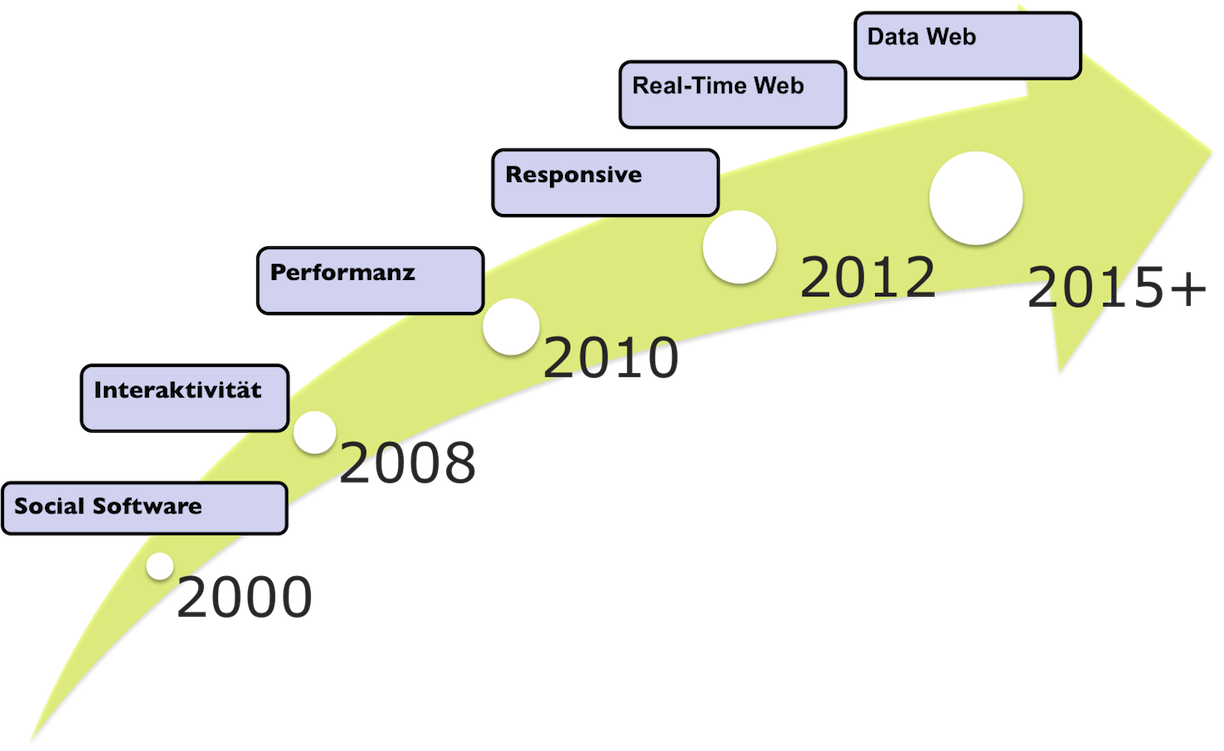 Data Web
Real-Time Web
Responsive
Performanz
Interaktivität
Social Software
2015+
2012
2010
2008
2000